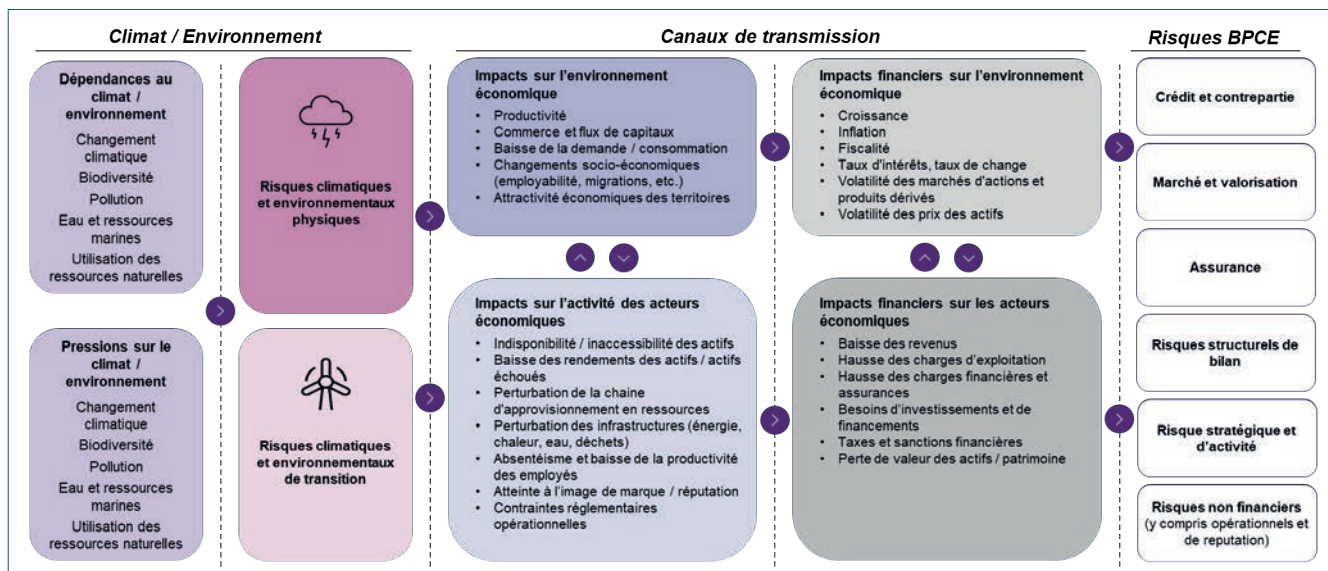 Climat / Environnement
Canaux de transmission
Risques BPCE
Dépendances au
climat /
environnement
Changement
climatique
Biodiversité
Pollution
Eau et ressources
marines
Utilisation des
ressources naturelles
Pressions sur le
climat /
environnement
Changement
climatique
Biodiversité
Pollution
Eau et ressources
marines
Utilisation des
ressources naturelles
Risques climatiques
et environnementaux
physiques
Risques climatiques
et environnementaux
de transition
Impacts sur l'environnement
économique
• Productivité
• Commerce et flux de capitaux
• Baisse de la demande / consommation
• Changements socio-économiques
(employabilité, migrations, etc.)
• Attractivité économiques des territoires
Impacts sur l'activité des acteurs
économiques
• Indisponibilité / inaccessibilité des actifs
• Baisse des rendements des actifs / actifs
échoués
• Perturbation de la chaine
d'approvisionnement en ressources
• Perturbation des infrastructures (énergie,
chaleur, eau, déchets)
• Absentéisme et baisse de la productivité
des employés
• Atteinte à l'image de marque / réputation
• Contraintes réglementaires
opérationnelles
Impacts financiers sur l'environnement
économique
• Croissance
• Inflation
• Fiscalité
• Taux d'intérêts, taux de change
• Volatilité des marchés d'actions et
produits dérivés
• Volatilité des prix des actifs
Impacts financiers sur les acteurs
économiques
• Baisse des revenus
• Hausse des charges d'exploitation
• Hausse des charges financières et
assurances
• Besoins d'investissements et de
financements
• Taxes et sanctions financières
• Perte de valeur des actifs / patrimoine
Crédit et contrepartie
Marché et valorisation
Assurance
Risques structurels de
bilan
Risque stratégique et
d'activité
Risques non financiers
(y compris opérationnels et
de reputation)